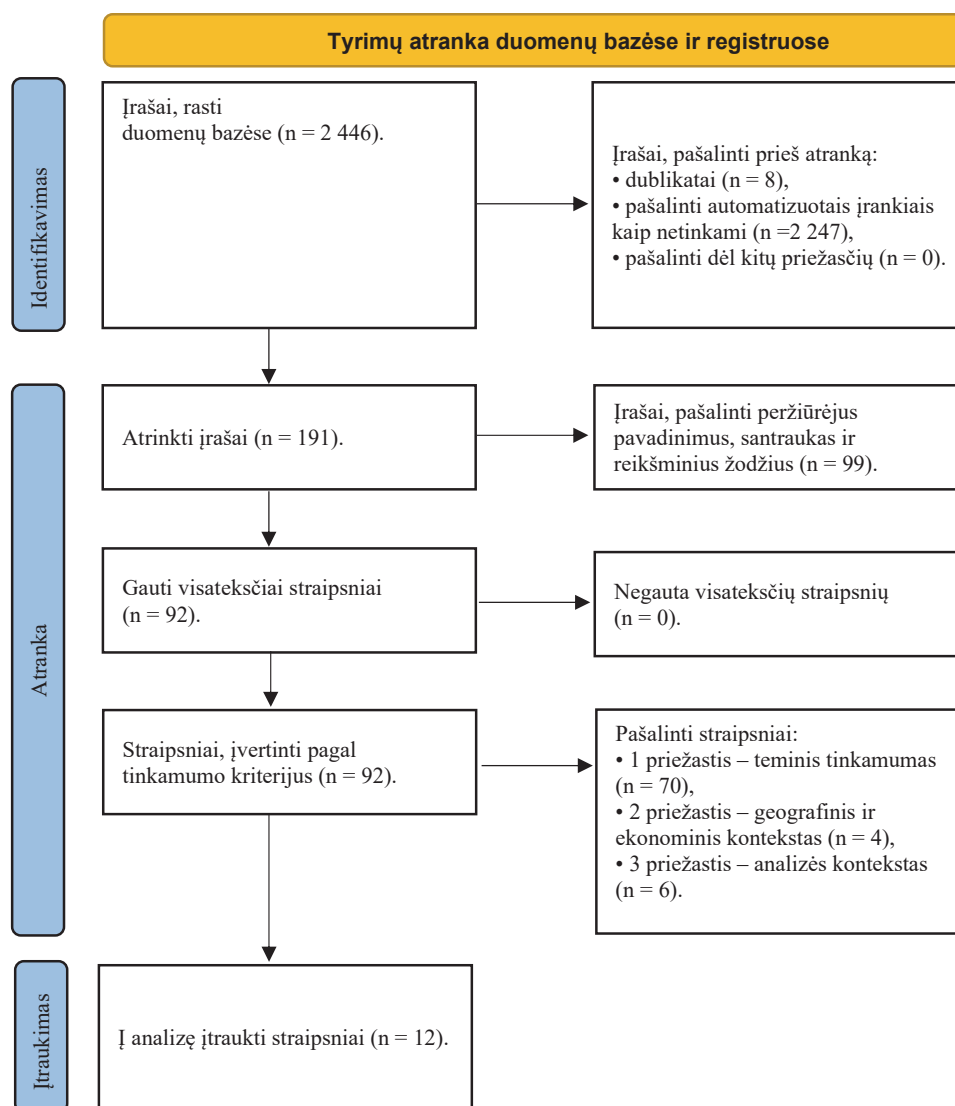 Tyrimų atranka duomenų bazėse ir registruose
Identifikavimas
Įrašai, rasti
duomenų bazėse (n = 2 446).
Įrašai, pašalinti prieš atranką:
• dublikatai (n = 8),
• pašalinti automatizuotais įrankiais
kaip netinkami (n =2 247),
• pašalinti dėl kitų priežasčių (n = 0).
Atranka
Atrinkti įrašai (n = 191).
Įrašai, pašalinti peržiūrėjus
pavadinimus, santraukas ir
reikšminius žodžius (n = 99).
Gauti visateksčiai straipsniai
(n = 92).
Negauta visateksčių straipsnių
(n = 0).
Straipsniai, įvertinti pagal
tinkamumo kriterijus (n = 92).
Pašalinti straipsniai:
• 1 priežastis – teminis tinkamumas
(n = 70),
• 2 priežastis – geografinis ir
ekonominis kontekstas (n = 4),
• 3 priežastis – analizės kontekstas
(n = 6).
Įtraukimas
Į analizę įtraukti straipsniai (n = 12).